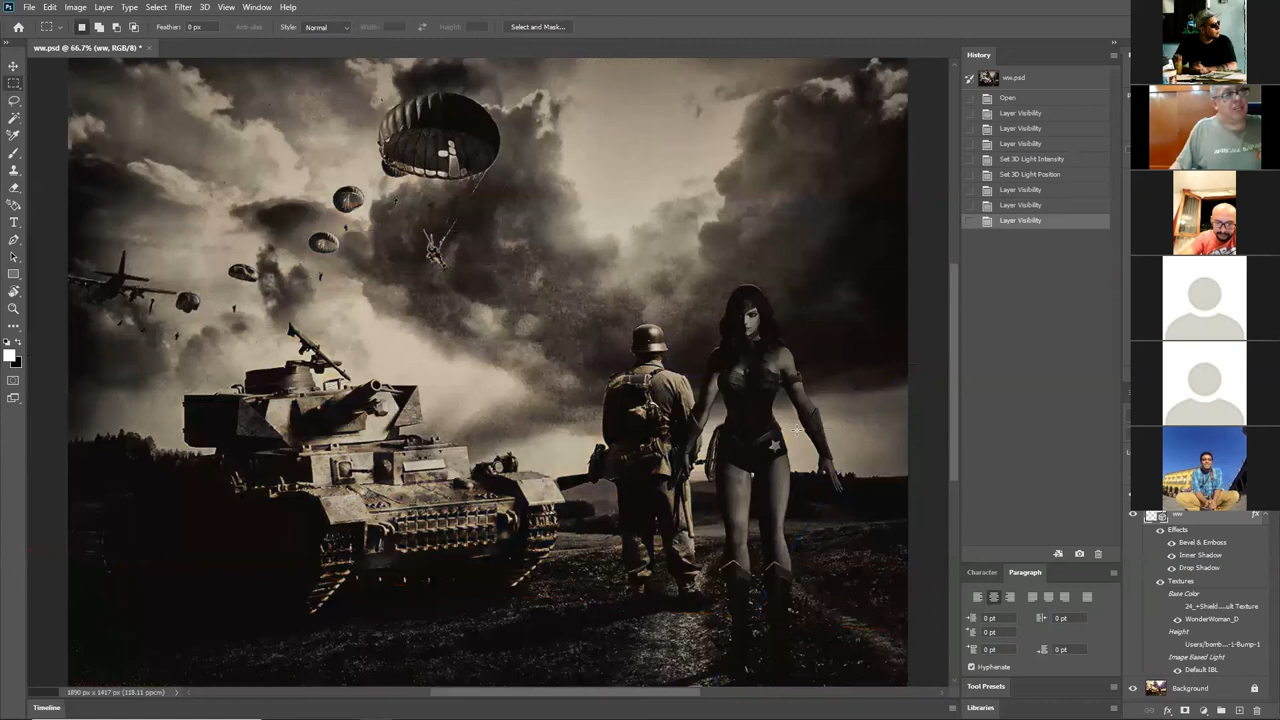 File Edit Image Layer Type Select Filter 3D View Window Help
Feather: 0 px Anti-alias Style: Normal Width: Height: Select and Mask...
ww.psd @ 66.7% (ww, RGB/8) *
History
ww.psd
Open
Layer Visibility
Layer Visibility
Layer Visibility
Set 3D Light Intensity
Set 3D Light Position
Layer Visibility
Layer Visibility
Layer Visibility
ww
Effects
Bevel & Emboss
Inner Shadow
Drop Shadow
Textures
Base Color
24_+Shield....ult Texture
WonderWoman_D
Height
Users/bomb...-1-Bump-1
Image Based Light
Default IBL
Background
Character Paragraph
0 pt 0 pt
0 pt
0 pt 0 pt
Hyphenate
Tool Presets
Libraries
1890 px x 1417 px (118.11 ppcm)
Timeline